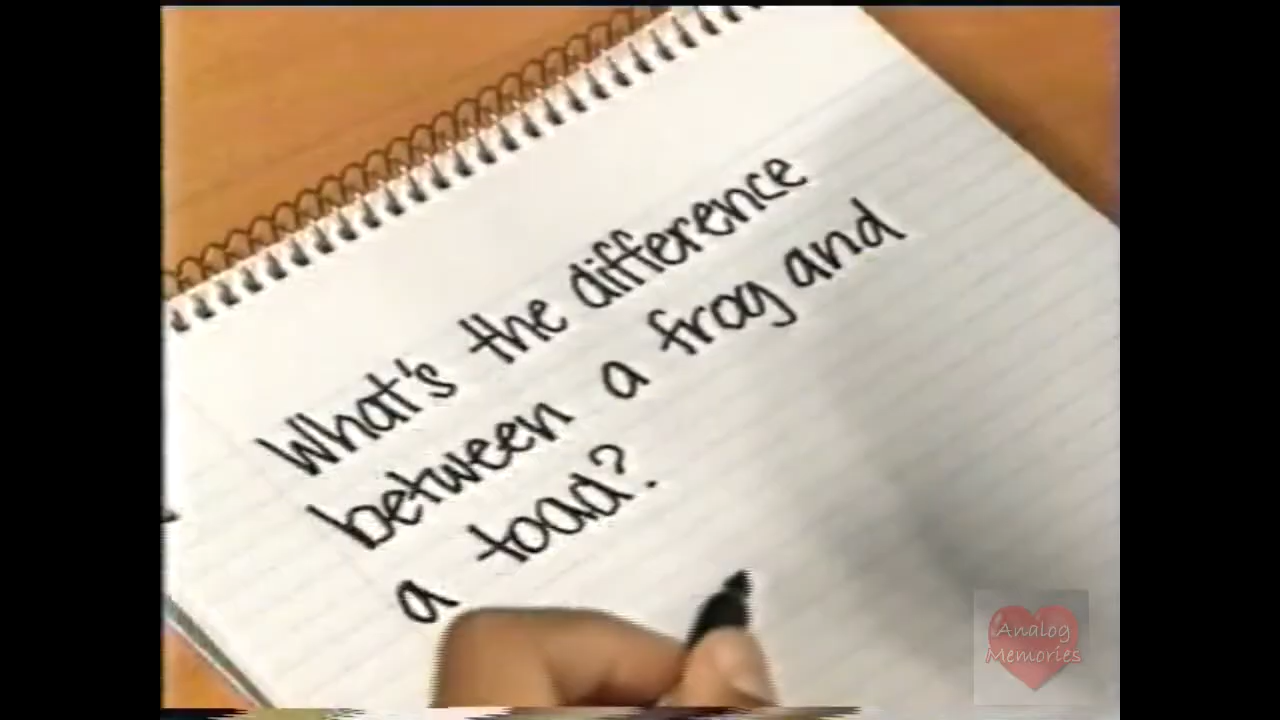 What's the difference
between a frog and
a toad?
Analog
Memories